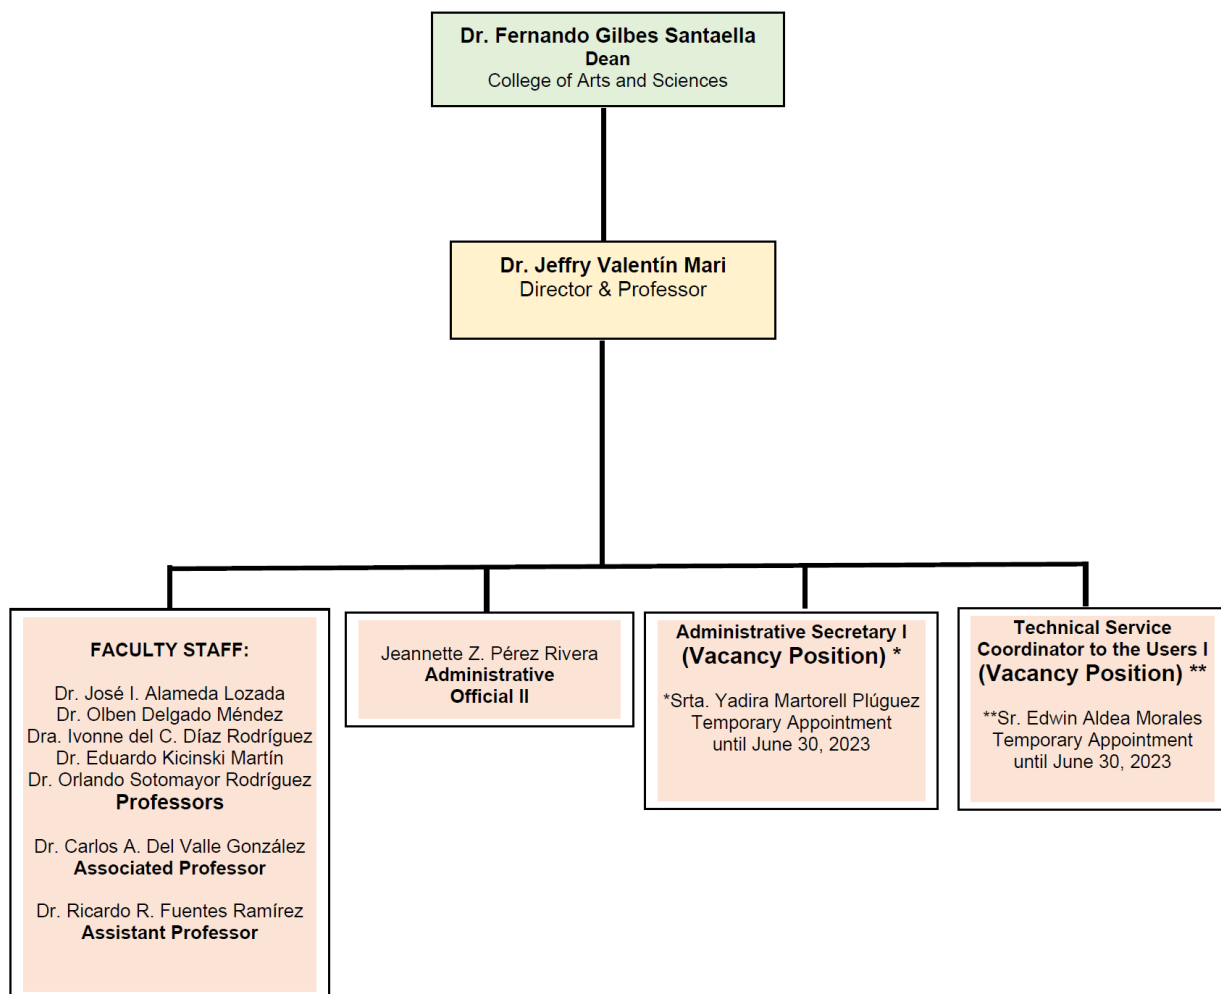 Dr. Fernando Gilbes Santaella
Dean
College of Arts and Sciences
Dr. Jeffry Valentín Mari
Director & Professor
FACULTY STAFF:
Dr. José I. Alameda Lozada
Dr. Olben Delgado Méndez
Dra. Ivonne del C. Díaz Rodríguez
Dr. Eduardo Kicinski Martín
Dr. Orlando Sotomayor Rodríguez
Professors
Dr. Carlos A. Del Valle González
Associated Professor
Dr. Ricardo R. Fuentes Ramírez
Assistant Professor
Jeannette Z. Pérez Rivera
Administrative
Official II
Administrative Secretary I
(Vacancy Position) *
*Srta. Yadira Martorell Plúguez
Temporary Appointment
until June 30, 2023
Technical Service
Coordinator to the Users I
(Vacancy Position) **
**Sr. Edwin Aldea Morales
Temporary Appointment
until June 30, 2023